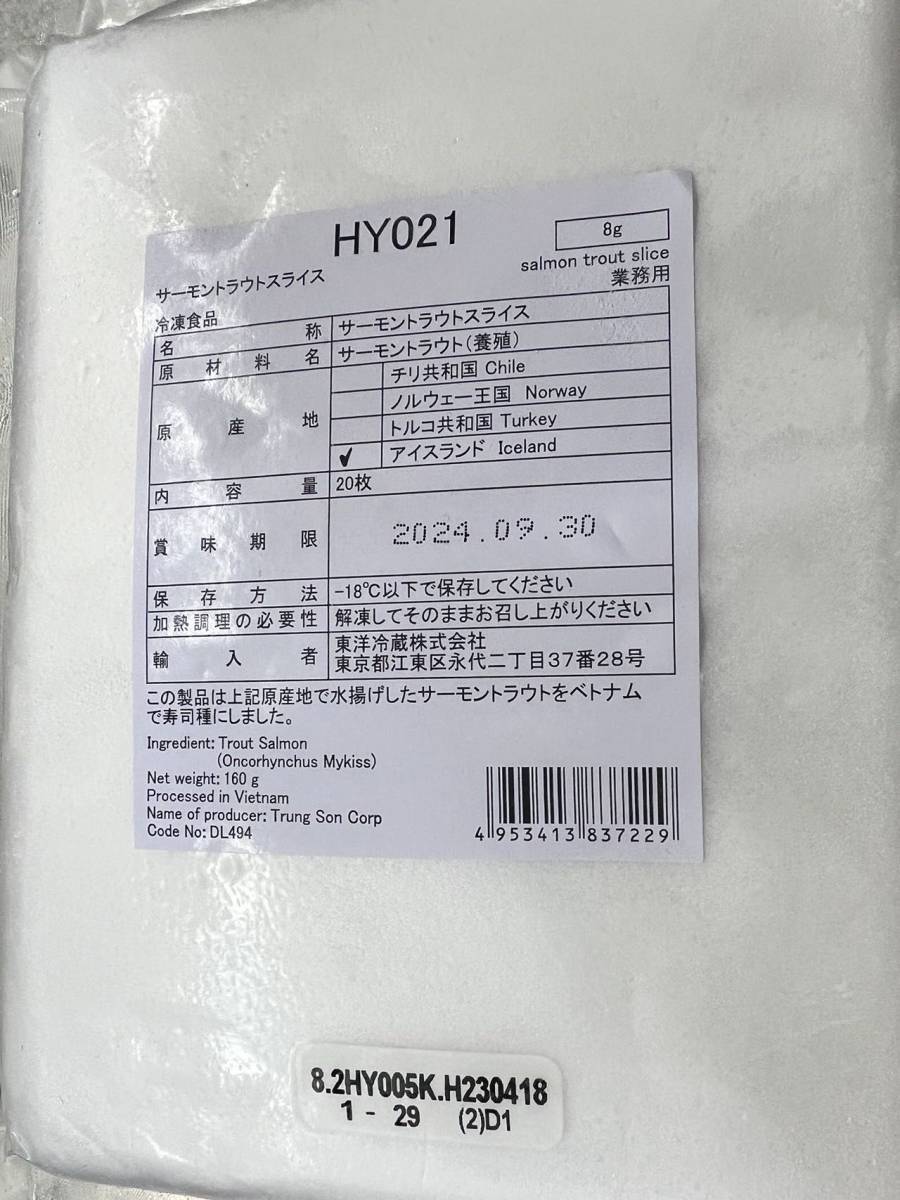 HY021
8g
salmon trout slice
業務用
サーモントラウトスライス
冷凍食品
名称 サーモントラウトスライス
原材料名 サーモントラウト(養殖)
原産地
チリ共和国 Chile
ノルウェー王国 Norway
トルコ共和国 Turkey
✓ アイスランド Iceland
内容量 20枚
賞味期限 2024.09.30
保存方法 -18℃以下で保存してください
加熱調理の必要性 解凍してそのままお召し上がりください
輸入者 東洋冷蔵株式会社
東京都江東区永代二丁目37番28号
この製品は上記原産地で水揚げしたサーモントラウトをベトナム
で寿司種にしました。
Ingredient: Trout Salmon
(Oncorhynchus Mykiss)
Net weight: 160 g
Processed in Vietnam
Name of producer: Trung Son Corp
Code No: DL494
4 953413 837229
8.2HY005K.H230418
1 - 29 (2)D1